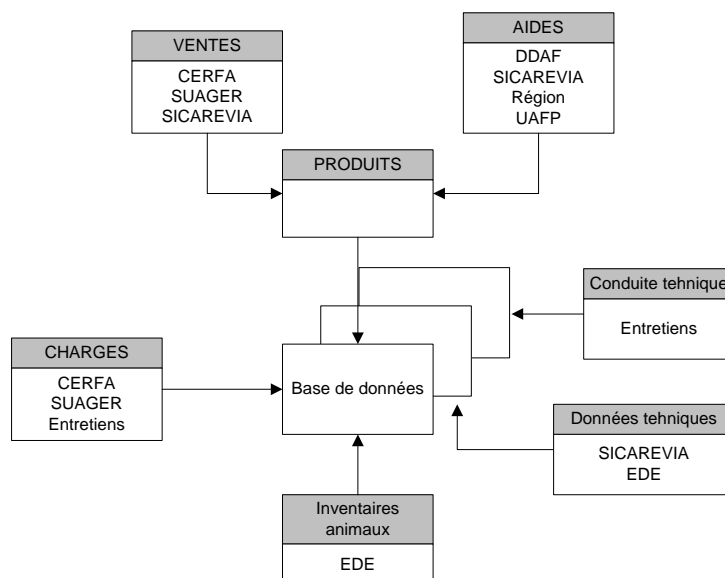 VENTES
CERFA
SUAGER
SICAREVIA
AIDES
DDAF
SICAREVIA
Région
UAFP
PRODUITS
Conduite tehnique
Entretiens
CHARGES
CERFA
SUAGER
Entretiens
Base de données
Données tehniques
SICAREVIA
EDE
Inventaires
animaux
EDE